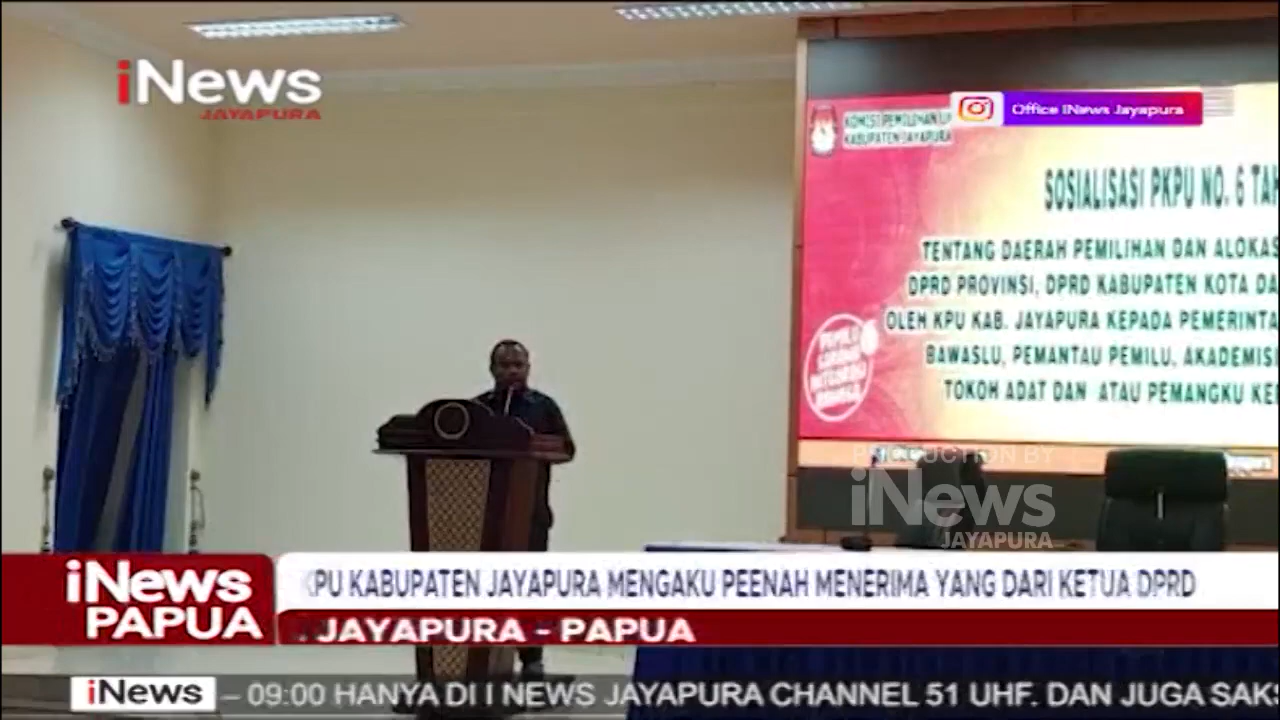 iNews
JAYAPURA
Office INews Jayapura
KOMISI PEMILIHAN U
KABUPATEN JAYAPURA
SOSIALISASI PKPU NO. 6 TAH
TENTANG DAERAH PEMILIHAN DAN ALOKAS
DPRD PROVINSI, DPRD KABUPATEN KOTA DA
OLEH KPU KAB. JAYAPURA KEPADA PEMERINTA
BAWASLU, PEMANTAU PEMILU, AKADEMISI
TOKOH ADAT DAN ATAU PEMANGKU KE
PEMILU
PRODUCTION BY
iNews
JAYAPURA
iNews
PAPUA
KPU KABUPATEN JAYAPURA MENGAKU PEENAH MENERIMA YANG DARI KETUA DPRD
JAYAPURA - PAPUA
iNews
– 09:00 HANYA DI I NEWS JAYAPURA CHANNEL 51 UHF. DAN JUGA SAKS